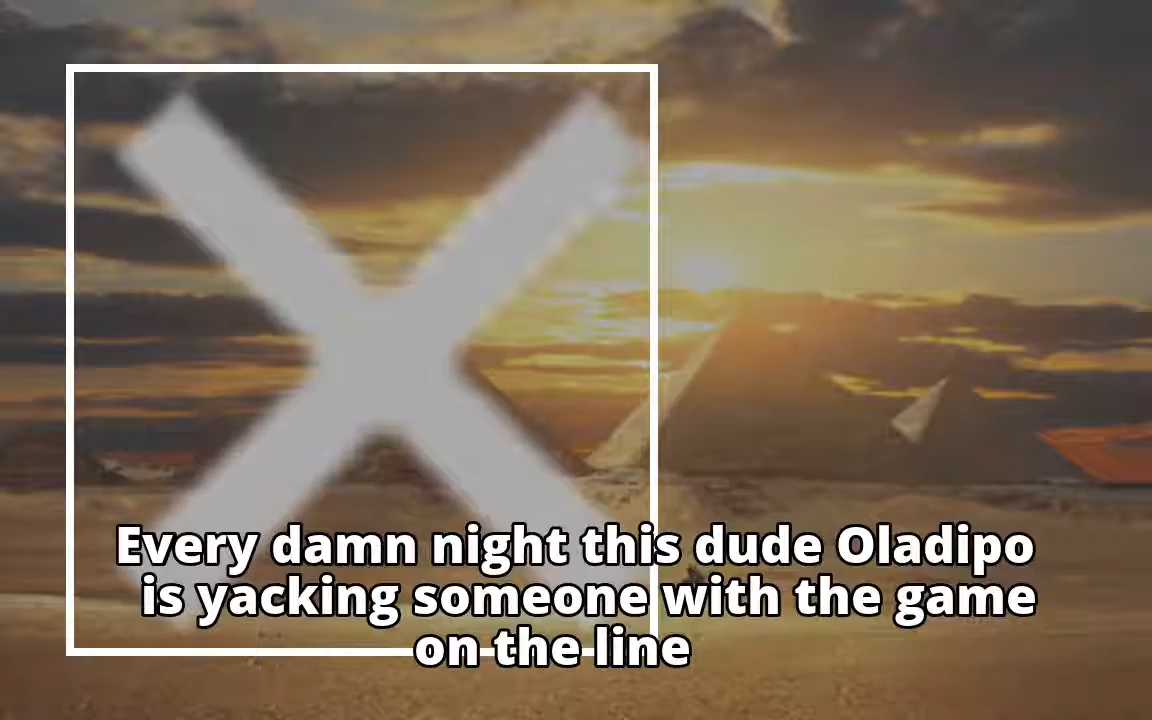 Every damn night this dude Oladipo
is yacking someone with the game
on the line